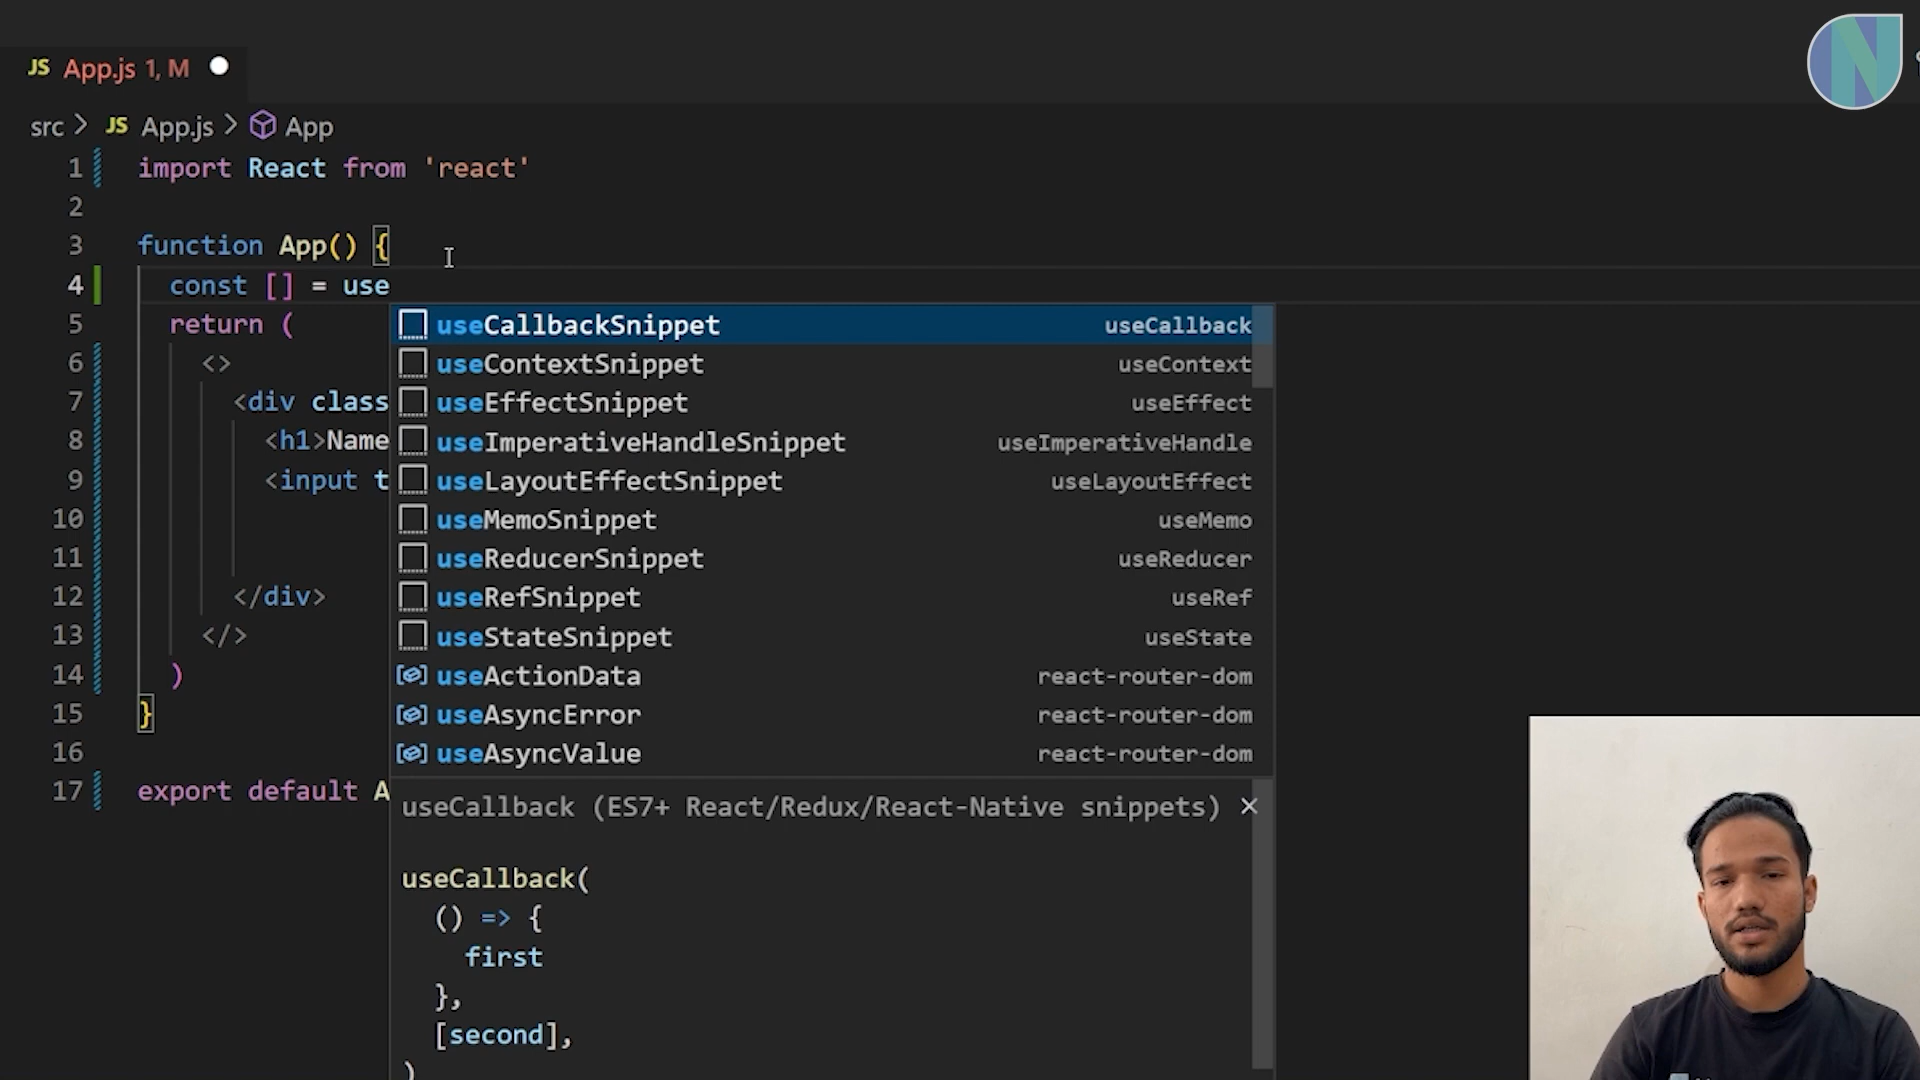 JS App.js 1, M
src > JS App.js > App
1 import React from 'react'
2
3 function App() {
4 const [] = use
5 return (
6 <>
7 <div class
8 <h1>Name
9 <input t
10
11
12 </div>
13 </>
14 )
15 }
16
17 export default A
useCallbackSnippet useCallback
useContextSnippet useContext
useEffectSnippet useEffect
useImperativeHandleSnippet useImperativeHandle
useLayoutEffectSnippet useLayoutEffect
useMemoSnippet useMemo
useReducerSnippet useReducer
useRefSnippet useRef
useStateSnippet useState
useActionData react-router-dom
useAsyncError react-router-dom
useAsyncValue react-router-dom
useCallback (ES7+ React/Redux/React-Native snippets) ×
useCallback(
() => {
first
},
[second],
)
N